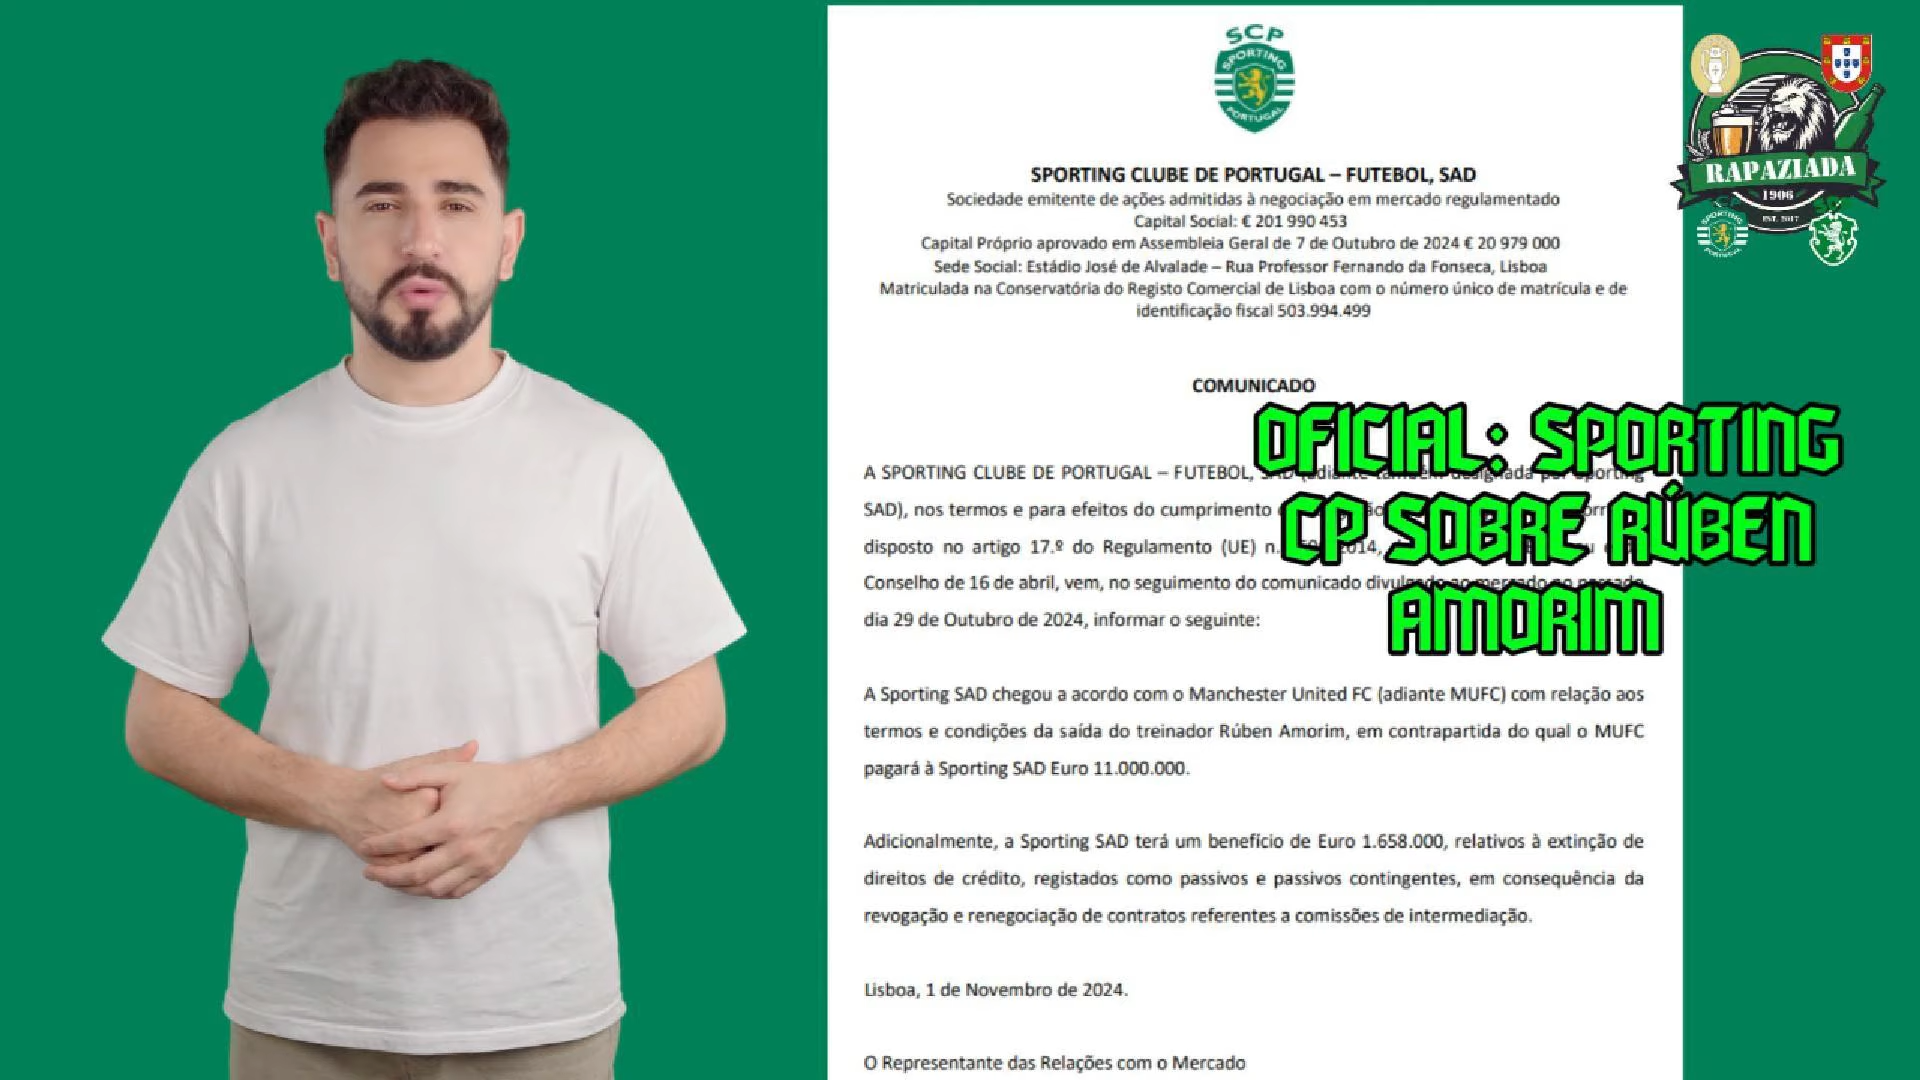 SCP
SPORTING
PORTUGAL
SPORTING CLUBE DE PORTUGAL – FUTEBOL, SAD
Sociedade emitente de ações admitidas à negociação em mercado regulamentado
Capital Social: € 201 990 453
Capital Próprio aprovado em Assembleia Geral de 7 de Outubro de 2024 € 20 979 000
Sede Social: Estádio José de Alvalade – Rua Professor Fernando da Fonseca, Lisboa
Matriculada na Conservatória do Registo Comercial de Lisboa com o número único de matrícula e de
identificação fiscal 503.994.499
RAPAZIADA
1906
EST. 2017
SPORTING
PORTUGAL
COMUNICADO
OFICIAL: SPORTING
CP SOBRE RÚBEN
AMORIM
A SPORTING CLUBE DE PORTUGAL – FUTEBOL,
SAD), nos termos e para efeitos do cumprimento
disposto no artigo 17.º do Regulamento (UE)
Conselho de 16 de abril, vem, no seguimento do comunicado divulgado ao mercado no passado
dia 29 de Outubro de 2024, informar o seguinte:
A Sporting SAD chegou a acordo com o Manchester United FC (adiante MUFC) com relação aos
termos e condições da saída do treinador Rúben Amorim, em contrapartida do qual o MUFC
pagará à Sporting SAD Euro 11.000.000.
Adicionalmente, a Sporting SAD terá um benefício de Euro 1.658.000, relativos à extinção de
direitos de crédito, registados como passivos e passivos contingentes, em consequência da
revogação e renegociação de contratos referentes a comissões de intermediação.
Lisboa, 1 de Novembro de 2024.
O Representante das Relações com o Mercado